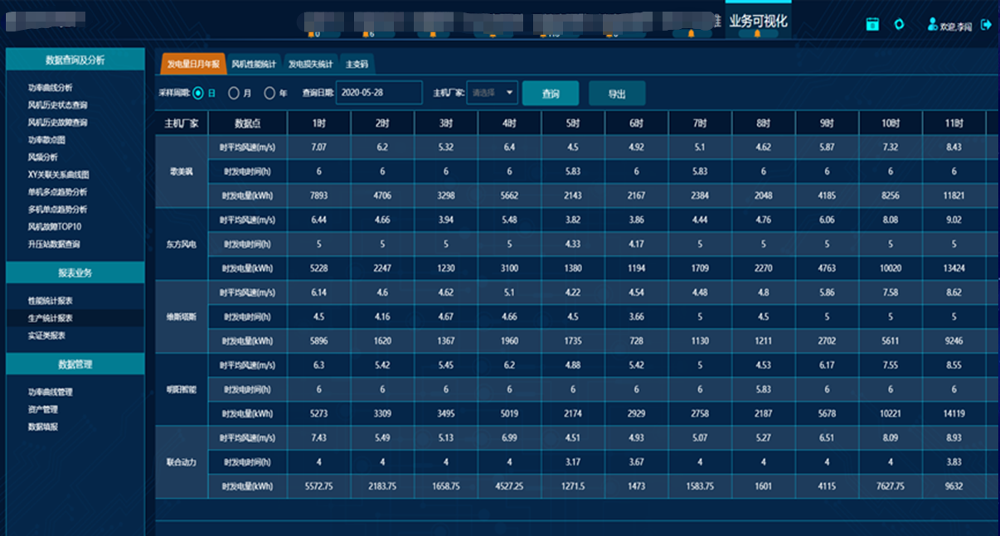 业务可视化
0
6
欢迎,李闯
数据查询及分析
功率曲线分析
风机历史状态查询
风机历史故障查询
功率散点图
风频分析
XY关联关系曲线图
单机多点趋势分析
多机单点趋势分析
风机故障TOP10
升压站数据查询
报表业务
性能统计报表
生产统计报表
实证类报表
数据管理
功率曲线管理
资产管理
数据填报
发电量日月年报 风机性能统计 发电损失统计 主变码
采样周期: 日 月 年 查询日期: 2020-05-28 主机厂家: 请选择 查询 导出
主机厂家 数据点 1时 2时 3时 4时 5时 6时 7时 8时 9时 10时 11时
歌美飒
时平均风速(m/s) 7.07 6.2 5.32 6.4 4.5 4.92 5.1 4.62 5.87 7.32 8.43
时发电时间(h) 6 6 6 6 5.83 6 5.83 6 6 6 6
时发电量(kWh) 7893 4706 3298 5662 2143 2167 2384 2048 4185 8256 11821
东方风电
时平均风速(m/s) 6.44 4.66 3.94 5.48 3.82 3.86 4.44 4.76 6.06 8.08 9.02
时发电时间(h) 5 5 5 5 4.33 4.17 5 5 5 5 5
时发电量(kWh) 5228 2247 1230 3100 1380 1194 1709 2270 4763 10020 13424
维斯塔斯
时平均风速(m/s) 6.14 4.6 4.62 5.1 4.22 4.54 4.48 4.8 5.86 7.58 8.62
时发电时间(h) 4.5 4.16 4.67 4.66 4.5 3.66 5 4.5 5 5 5
时发电量(kWh) 5896 1620 1367 1960 1735 728 1130 1211 2702 5611 9246
明阳智能
时平均风速(m/s) 6.3 5.42 5.45 6.2 4.88 5.42 5 4.53 6.17 7.55 8.55
时发电时间(h) 6 6 6 6 6 6 6 5.83 6 6 6
时发电量(kWh) 5273 3309 3495 5019 2174 2929 2758 2187 5678 10221 14119
联合动力
时平均风速(m/s) 7.43 5.49 5.13 6.99 4.51 4.93 5.07 5.27 6.51 8.09 8.93
时发电时间(h) 4 4 4 4 3.17 3.67 4 4 4 4 3.83
时发电量(kWh) 5572.75 2183.75 1658.75 4527.25 1271.5 1473 1583.75 1601 4115 7627.75 9632